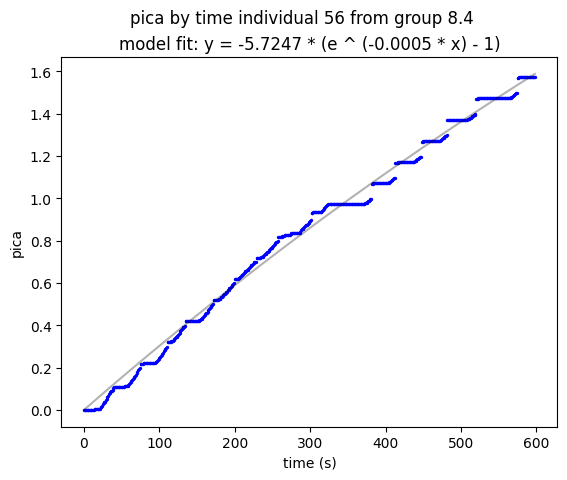 pica by time individual 56 from group 8.4
model fit: y = -5.7247 * (e ^ (-0.0005 * x) - 1)
1.6
1.4
1.2
1.0
0.8
0.6
0.4
0.2
0.0
pica
0 100 200 300 400 500 600
time (s)